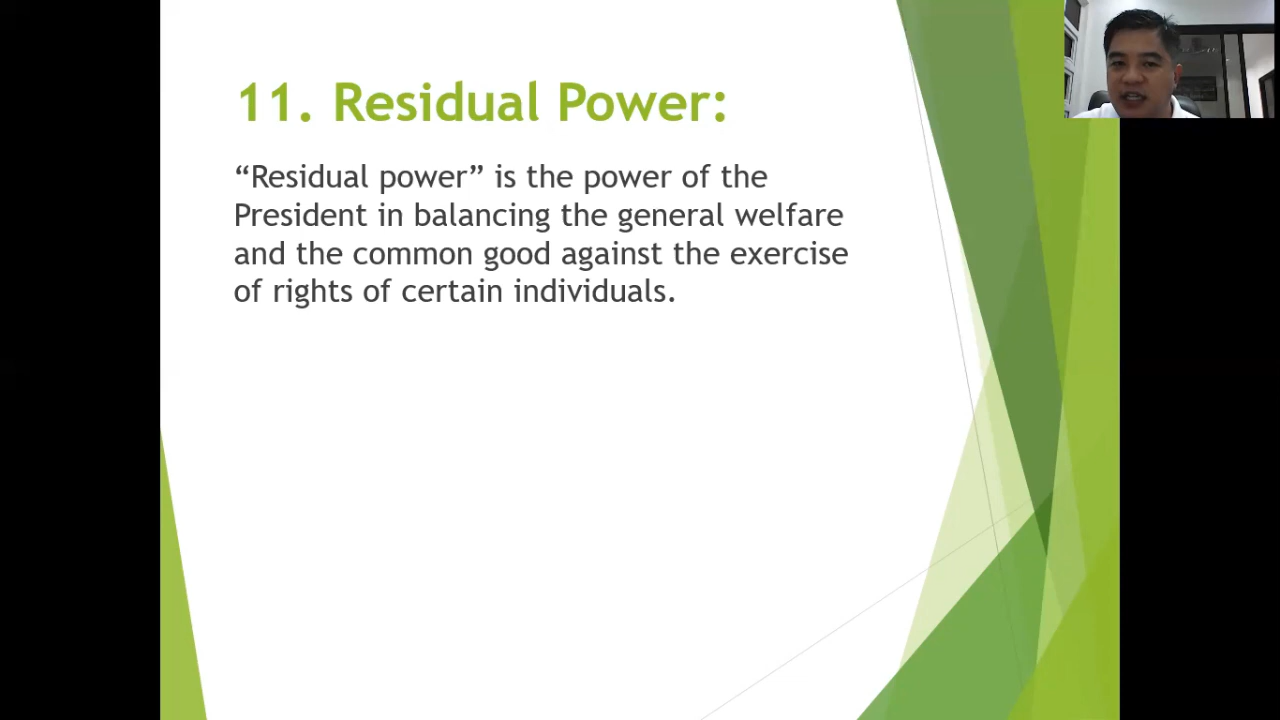 11. Residual Power:
“Residual power” is the power of the
President in balancing the general welfare
and the common good against the exercise
of rights of certain individuals.